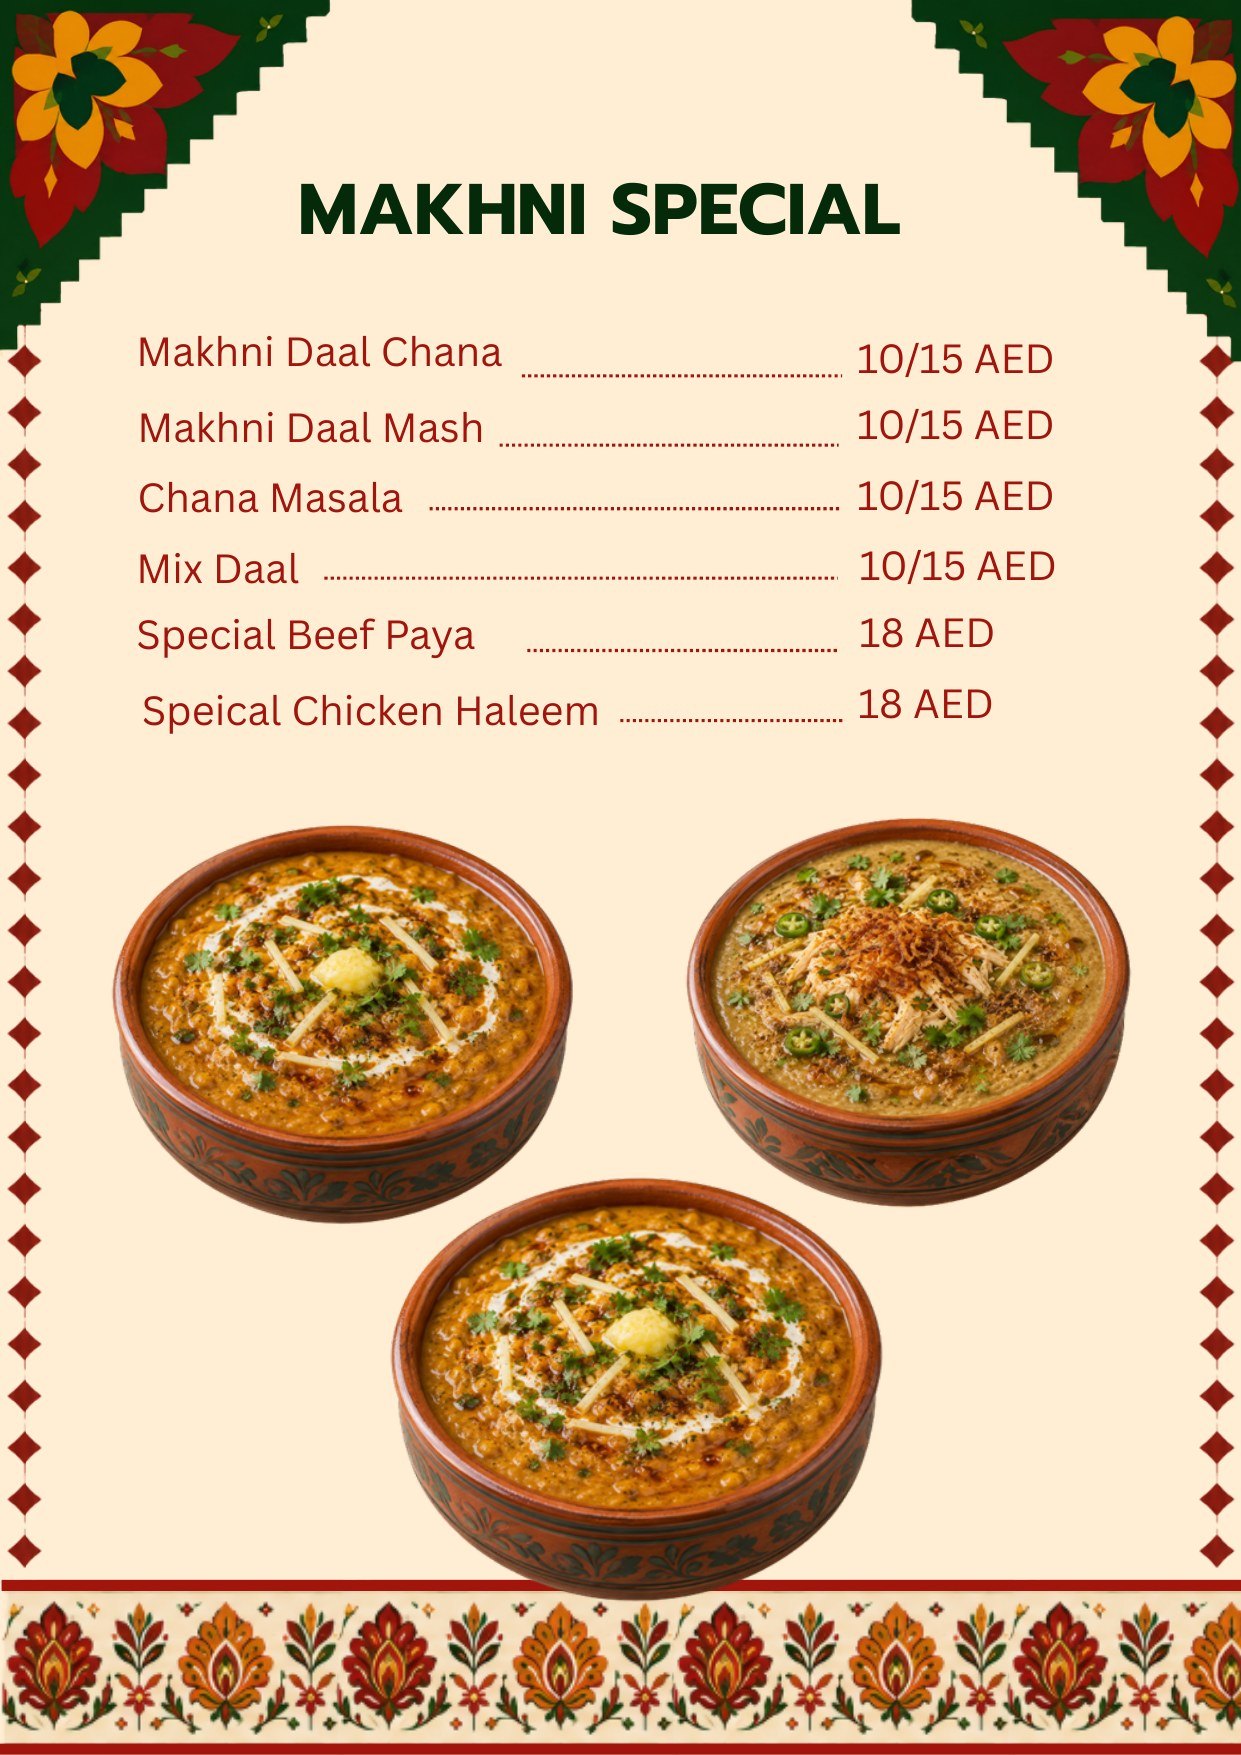 MAKHNI SPECIAL
Makhni Daal Chana ........................ 10/15 AED
Makhni Daal Mash ........................ 10/15 AED
Chana Masala ........................ 10/15 AED
Mix Daal ........................ 10/15 AED
Special Beef Paya ........................ 18 AED
Speical Chicken Haleem ........................ 18 AED